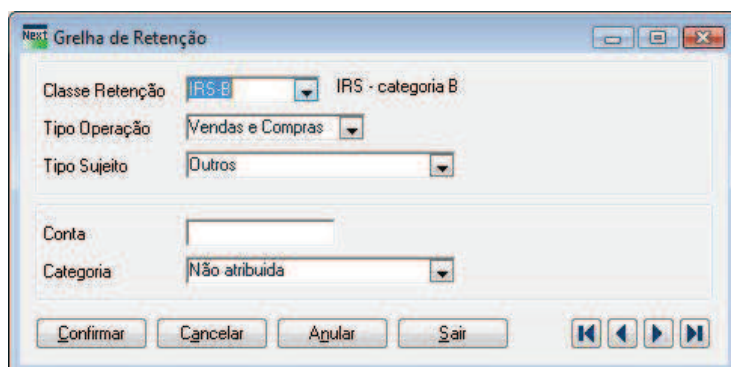 Next Grelha de Retenção
Classe Retenção IRS-B IRS - categoria B
Tipo Operação Vendas e Compras
Tipo Sujeito Outros
Conta
Categoria Não atribuida
Confirmar Cancelar Anular Sair